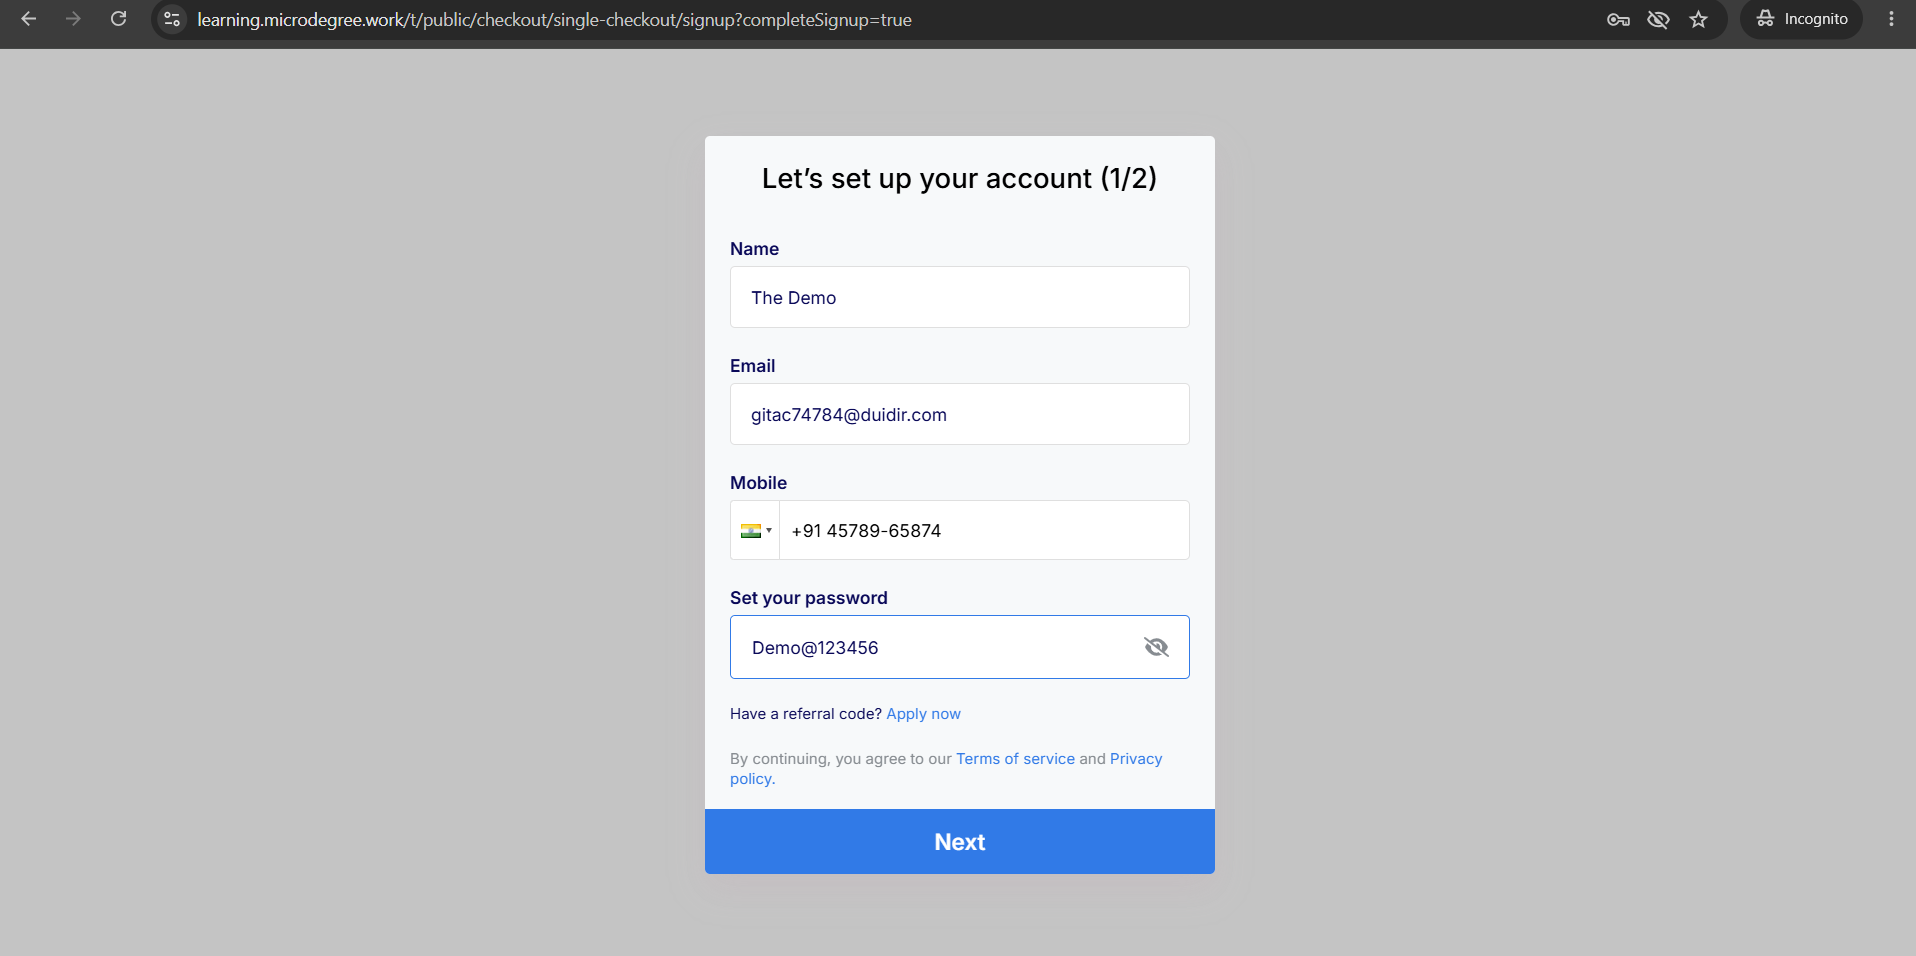 learning.microdegree.work/t/public/checkout/single-checkout/signup?completeSignup=true
Incognito
Let’s set up your account (1/2)
Name
The Demo
Email
gitac74784@duidir.com
Mobile
+91 45789-65874
Set your password
Demo@123456
Have a referral code? Apply now
By continuing, you agree to our Terms of service and Privacy
policy.
Next